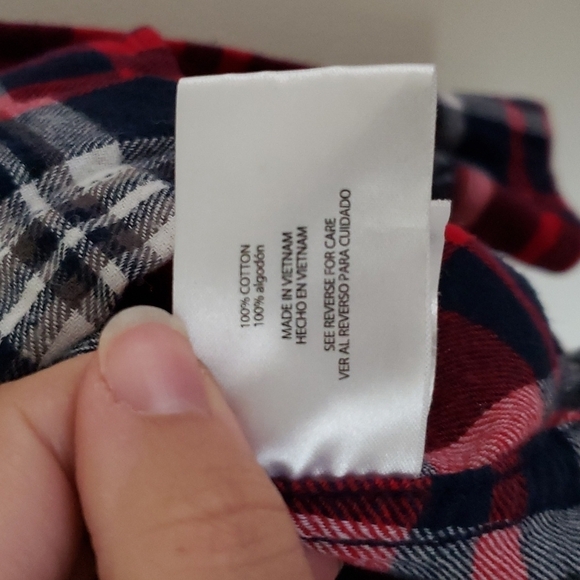 100% COTTON
100% algodón
MADE IN VIETNAM
HECHO EN VIETNAM
SEE REVERSE FOR CARE
VER AL REVERSO PARA CUIDADO